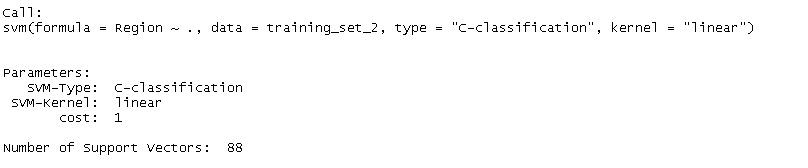 Call:
svm(formula = Region ~ ., data = training_set_2, type = "C-classification", kernel = "linear")
Parameters:
SVM-Type:  C-classification
SVM-Kernel:  linear
cost:  1
Number of Support Vectors:  88